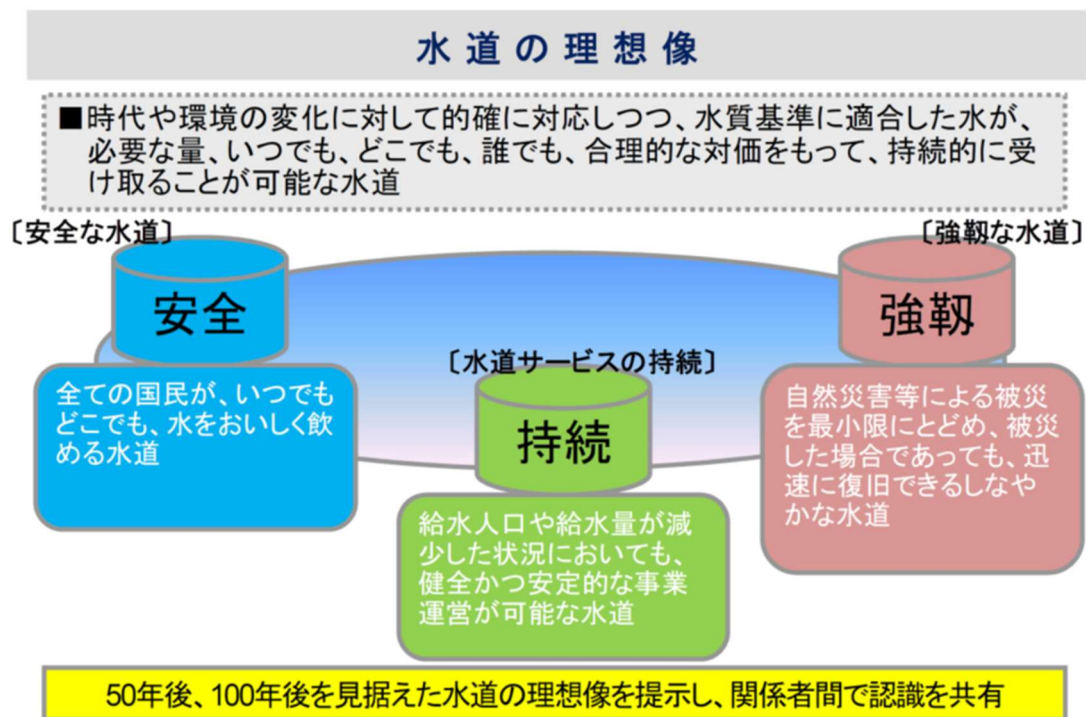 水道の理想像
■時代や環境の変化に対して的確に対応しつつ、水質基準に適合した水が、
必要な量、いつでも、どこでも、誰でも、合理的な対価をもって、持続的に受
け取ることが可能な水道
〔安全な水道〕
安全
全ての国民が、いつでも
どこでも、水をおいしく飲
める水道
〔水道サービスの持続〕
持続
給水人口や給水量が減
少した状況においても、
健全かつ安定的な事業
運営が可能な水道
〔強靱な水道〕
強靱
自然災害等による被災
を最小限にとどめ、被災
した場合であっても、迅
速に復旧できるしなや
かな水道
50年後、100年後を見据えた水道の理想像を提示し、関係者間で認識を共有